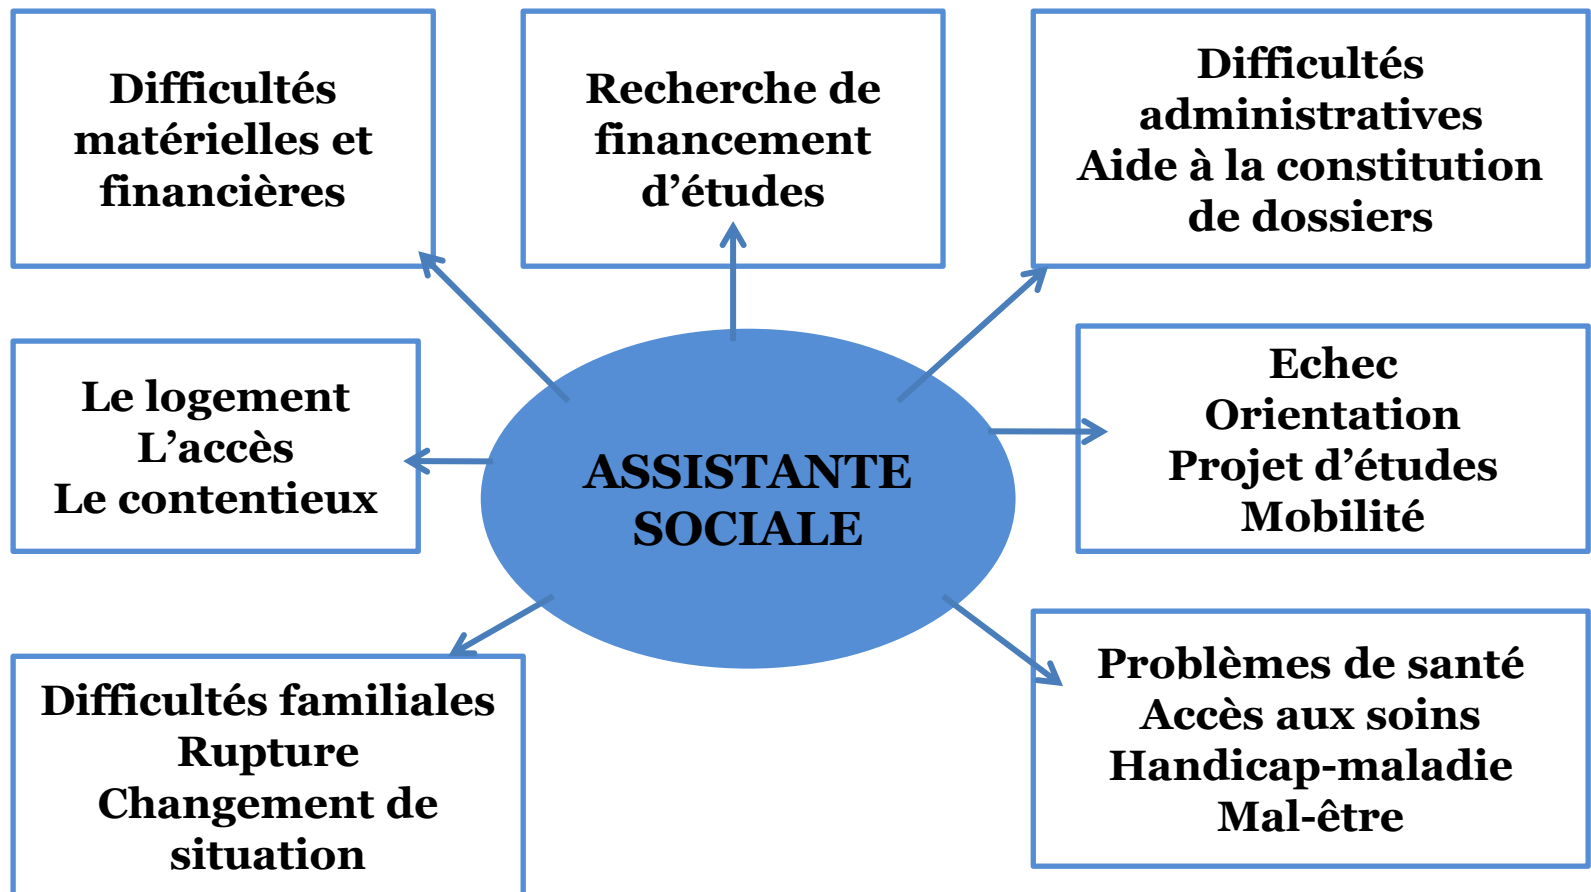 Difficultés
matérielles et
financières
Recherche de
financement
d’études
Difficultés
administratives
Aide à la constitution
de dossiers
Le logement
L’accès
Le contentieux
ASSISTANTE
SOCIALE
Echec
Orientation
Projet d’études
Mobilité
Difficultés familiales
Rupture
Changement de
situation
Problèmes de santé
Accès aux soins
Handicap-maladie
Mal-être